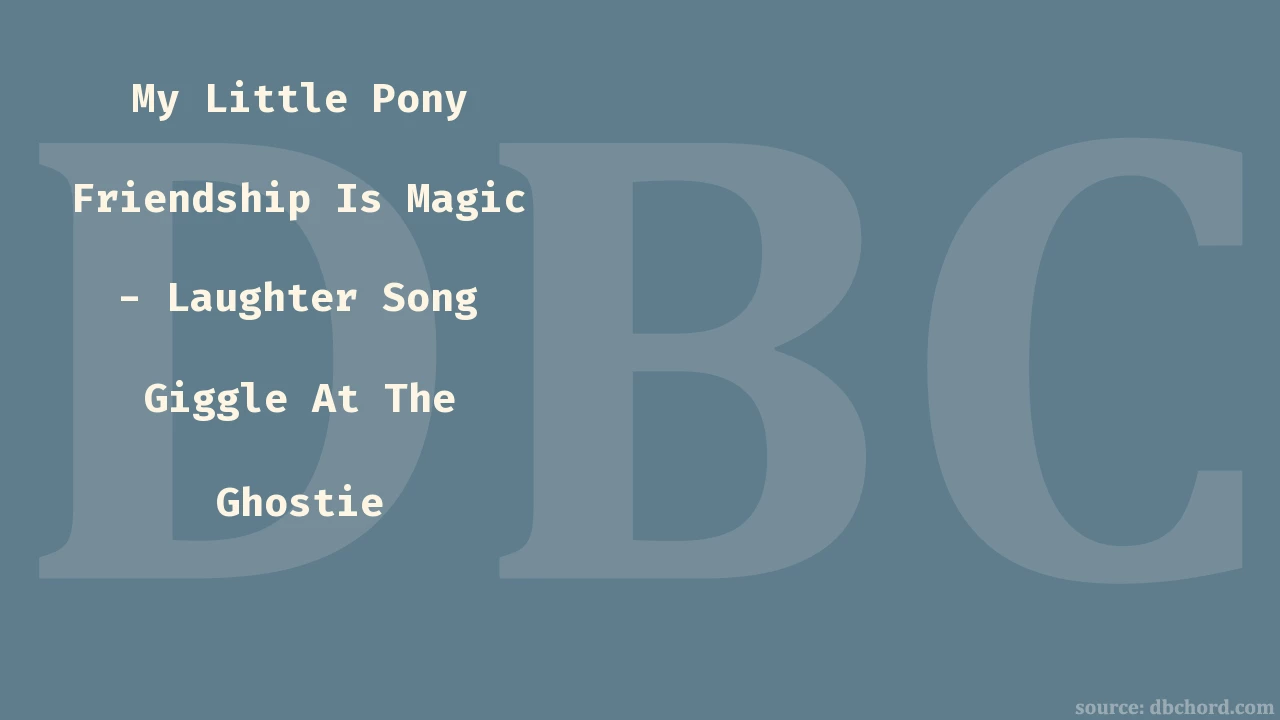 My Little Pony
Friendship Is Magic
- Laughter Song
Giggle At The
Ghostie
DBC
source: dbchord.com